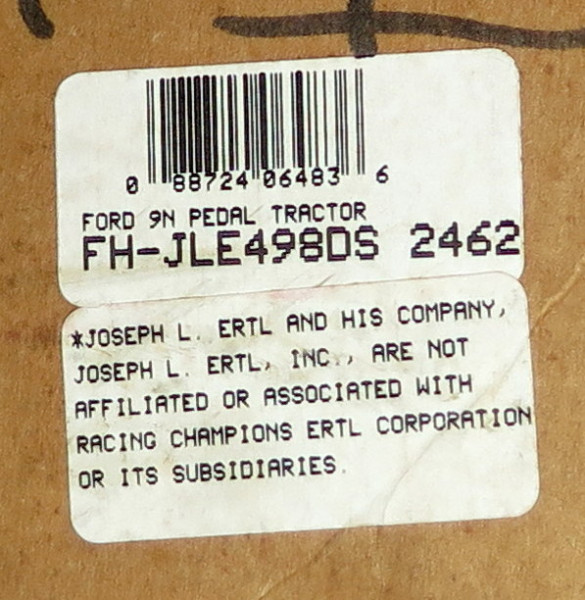 0 88724 06483 6
FORD 9N PEDAL TRACTOR
FH-JLE498DS 2462
*JOSEPH L. ERTL AND HIS COMPANY,
JOSEPH L. ERTL, INC., ARE NOT
AFFILIATED OR ASSOCIATED WITH
RACING CHAMPIONS ERTL CORPORATION
OR ITS SUBSIDIARIES.